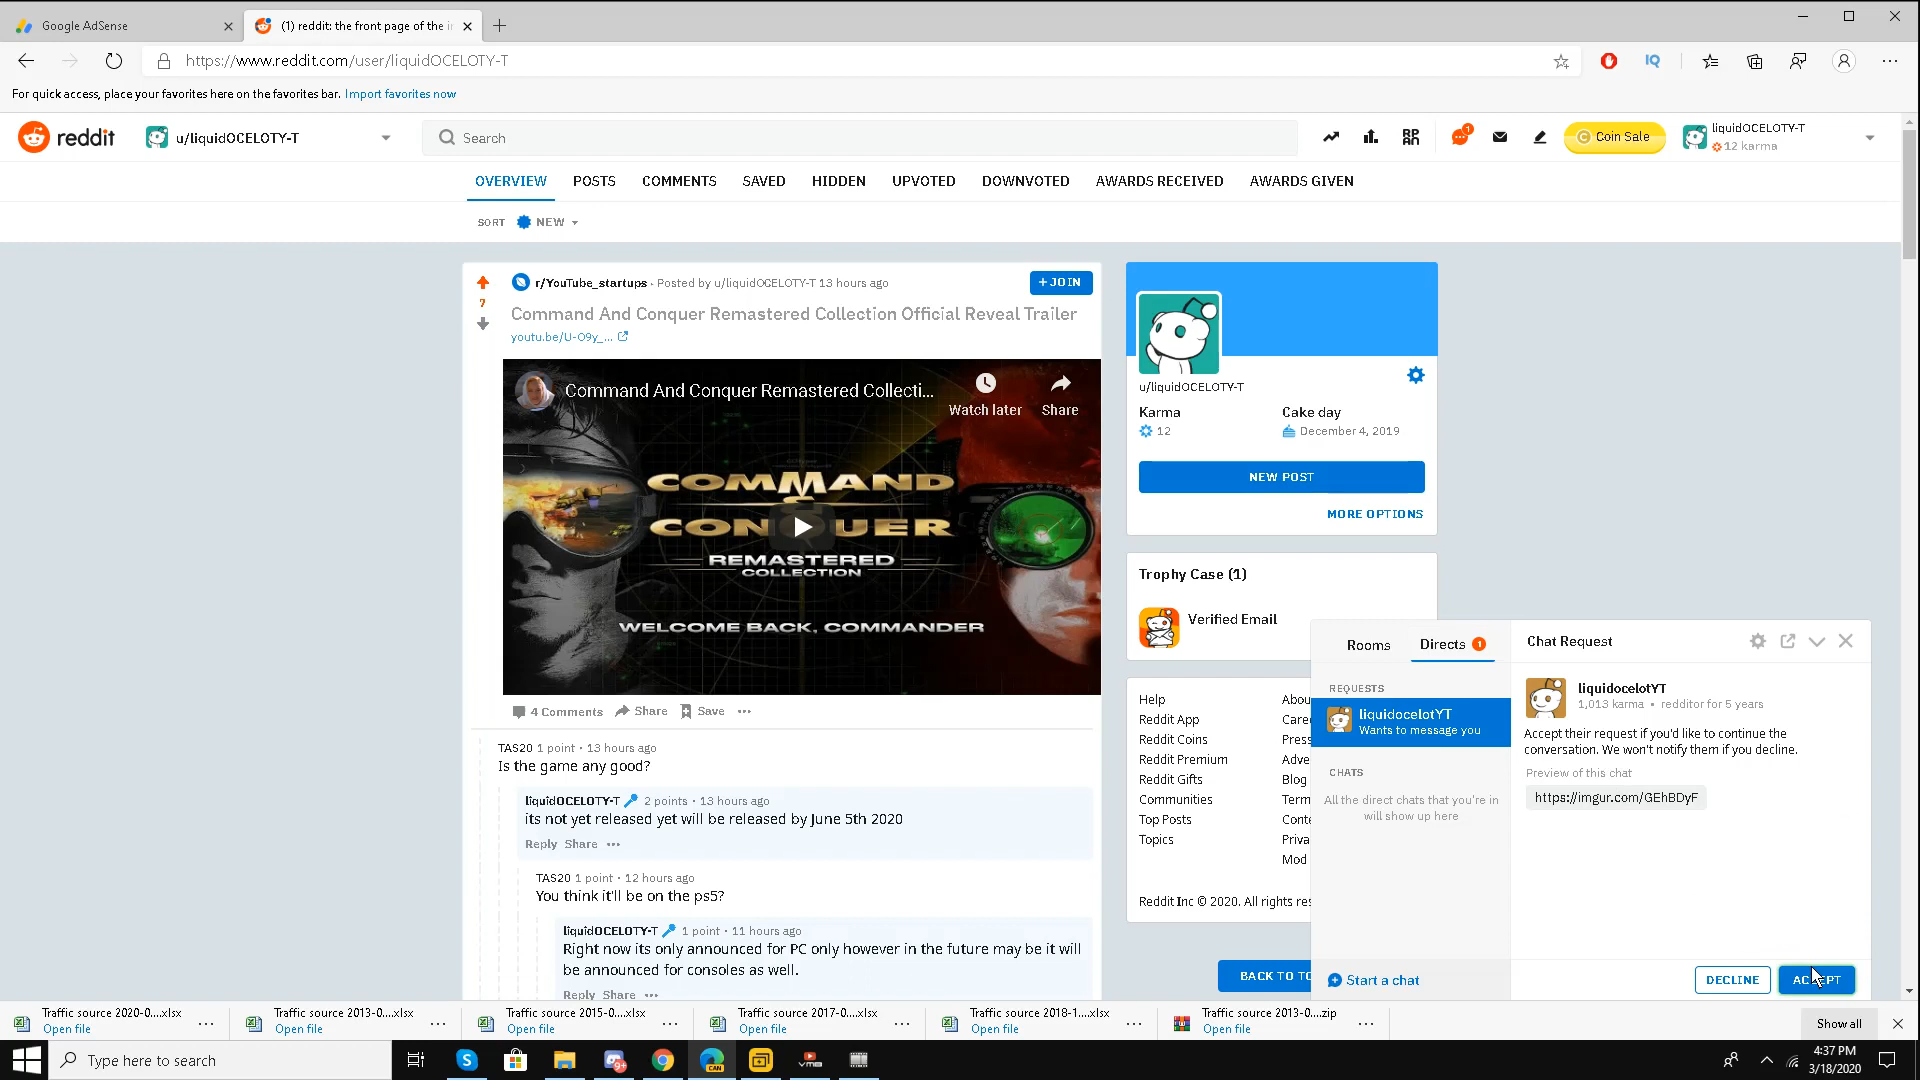 Google AdSense
(1) reddit: the front page of the i
https://www.reddit.com/user/liquidOCELOTY-T
IQ
For quick access, place your favorites here on the favorites bar. Import favorites now
reddit
u/liquidOCELOTY-T
Search
1
Coin Sale
liquidOCELOTY-T
12 karma
OVERVIEW POSTS COMMENTS SAVED HIDDEN UPVOTED DOWNVOTED AWARDS RECEIVED AWARDS GIVEN
SORT NEW
r/YouTube_startups · Posted by u/liquidOCELOTY-T 13 hours ago
+ JOIN
7
Command And Conquer Remastered Collection Official Reveal Trailer
youtu.be/U-O9y_...
Command And Conquer Remastered Collecti...
Watch later
Share
COMMAND
&
CONQUER
REMASTERED
COLLECTION
WELCOME BACK, COMMANDER
4 Comments Share Save ...
TAS20 1 point · 13 hours ago
Is the game any good?
liquidOCELOTY-T 2 points · 13 hours ago
its not yet released yet will be released by June 5th 2020
Reply Share ...
TAS20 1 point · 12 hours ago
You think it'll be on the ps5?
liquidOCELOTY-T 1 point · 11 hours ago
Right now its only announced for PC only however in the future may be it will
be announced for consoles as well.
Reply Share ...
u/liquidOCELOTY-T
Karma
12
Cake day
December 4, 2019
NEW POST
MORE OPTIONS
Trophy Case (1)
Verified Email
Help
Reddit App
Reddit Coins
Reddit Premium
Reddit Gifts
Communities
Top Posts
Topics
Abou
Caree
Press
Adve
Blog
Term
Conte
Priva
Mod
Reddit Inc © 2020. All rights res
BACK TO TO
Rooms
Directs 1
REQUESTS
liquidocelotYT
Wants to message you
CHATS
All the direct chats that you're in
will show up here
Start a chat
Chat Request
liquidocelotYT
1,013 karma • redditor for 5 years
Accept their request if you'd like to continue the
conversation. We won't notify them if you decline.
Preview of this chat
https://imgur.com/GEhBDyF
DECLINE
ACCEPT
Traffic source 2020-0....xlsx
Open file
Traffic source 2013-0....xlsx
Open file
Traffic source 2015-0....xlsx
Open file
Traffic source 2017-0....xlsx
Open file
Traffic source 2018-1....xlsx
Open file
Traffic source 2013-0....zip
Open file
Show all
Type here to search
CAN
4:37 PM
3/18/2020